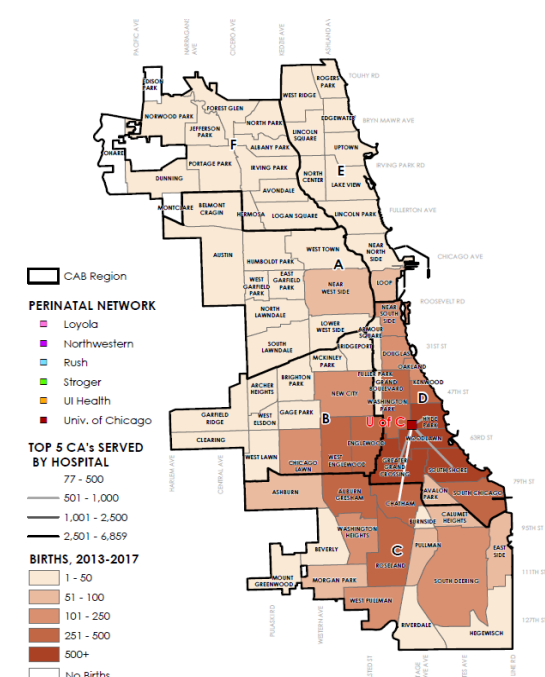 PACIFIC AVE
HARRAGANSETT AVE
CICERO AVE
KEDZIE AVE
ASHLAND AVE
TOUHY RD
EDISON
PARK
ROGERS
PARK
WEST RIDGE
FOREST GLEN
NORWOOD PARK
NORTH PARK
EDGEWATER
BRYN MAWR AVE
JEFFERSON
PARK
LINCOLN
SQUARE
ALBANY PARK
UPTOWN
OHARE
F
PORTAGE PARK
IRVING PARK
IRVING PARK RD
E
NORTH
CENTER
DUNNING
LAKE VIEW
AVONDALE
MONTCLARE
BELMONT
CRAGIN
HERMOSA
LOGAN SQUARE
LINCOLN PARK
FULLERTON AVE
NEAR
NORTH
SIDE
WEST TOWN
AUSTIN
HUMBOLDT PARK
A
CHICAGO AVE
WEST
GARFIELD
PARK
EAST
GARFIELD
PARK
NEAR
WEST SIDE
LOOP
ROOSEVELT RD
NORTH
LAWNDALE
NEAR
SOUTH
SIDE
LOWER
WEST SIDE
ARMOUR
SQUARE
SOUTH
LAWNDALE
BRIDGEPORT
31ST ST
DOUGLAS
MCKINLEY
PARK
OAKLAND
FULLER PARK
BRIGHTON
PARK
GRAND
BOULEVARD
KENWOOD
ARCHER
HEIGHTS
NEW CITY
47TH ST
WASHINGTON
PARK
D
GARFIELD
RIDGE
WEST
ELSDON
GAGE PARK
B
U of C
HYDE
PARK
CLEARING
ENGLEWOOD
WOODLAWN
63RD ST
WEST LAWN
CHICAGO
LAWN
WEST
ENGLEWOOD
GREATER
GRAND
CROSSING
SOUTH SHORE
79TH ST
ASHBURN
AUBURN
GRESHAM
CHATHAM
AVALON
PARK
SOUTH CHICAGO
BURNSIDE
CALUMET
HEIGHTS
WASHINGTON
HEIGHTS
95TH ST
BEVERLY
PULLMAN
EAST
SIDE
C
ROSELAND
MOUNT
GREENWOOD
MORGAN PARK
SOUTH DEERING
111TH ST
WEST PULLMAN
RIVERDALE
127TH ST
HEGEWISCH
HARLEM AVE
CENTRAL AVE
PULASKI RD
WESTERN AVE
CAB Region
PERINATAL NETWORK
Loyola
Northwestern
Rush
Stroger
UI Health
Univ. of Chicago
TOP 5 CA's SERVED
BY HOSPITAL
77 - 500
501 - 1,000
1,001 - 2,500
2,501 - 6,859
BIRTHS, 2013-2017
1 - 50
51 - 100
101 - 250
251 - 500
500+
No Births